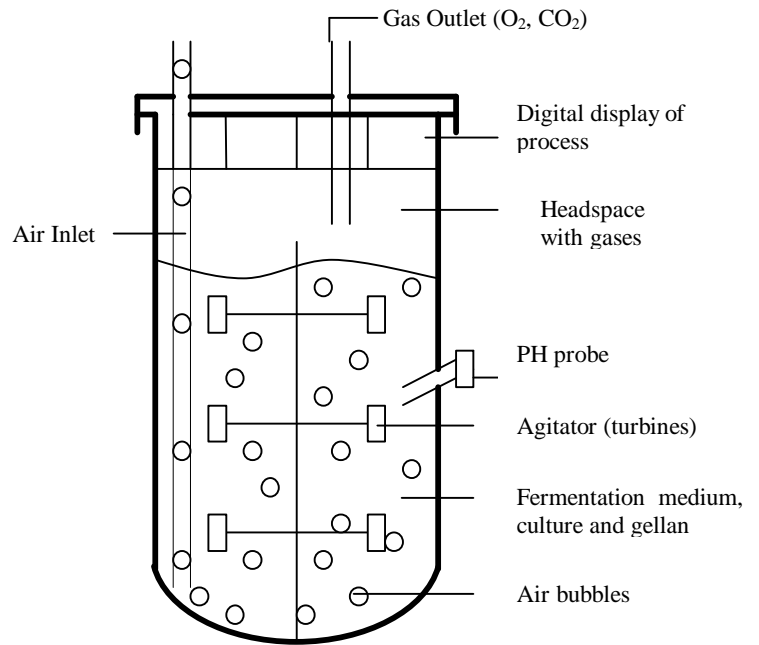 Gas Outlet (O₂, CO₂)
Digital display of
process
Headspace
with gases
Air Inlet
PH probe
Agitator (turbines)
Fermentation medium,
culture and gellan
Air bubbles